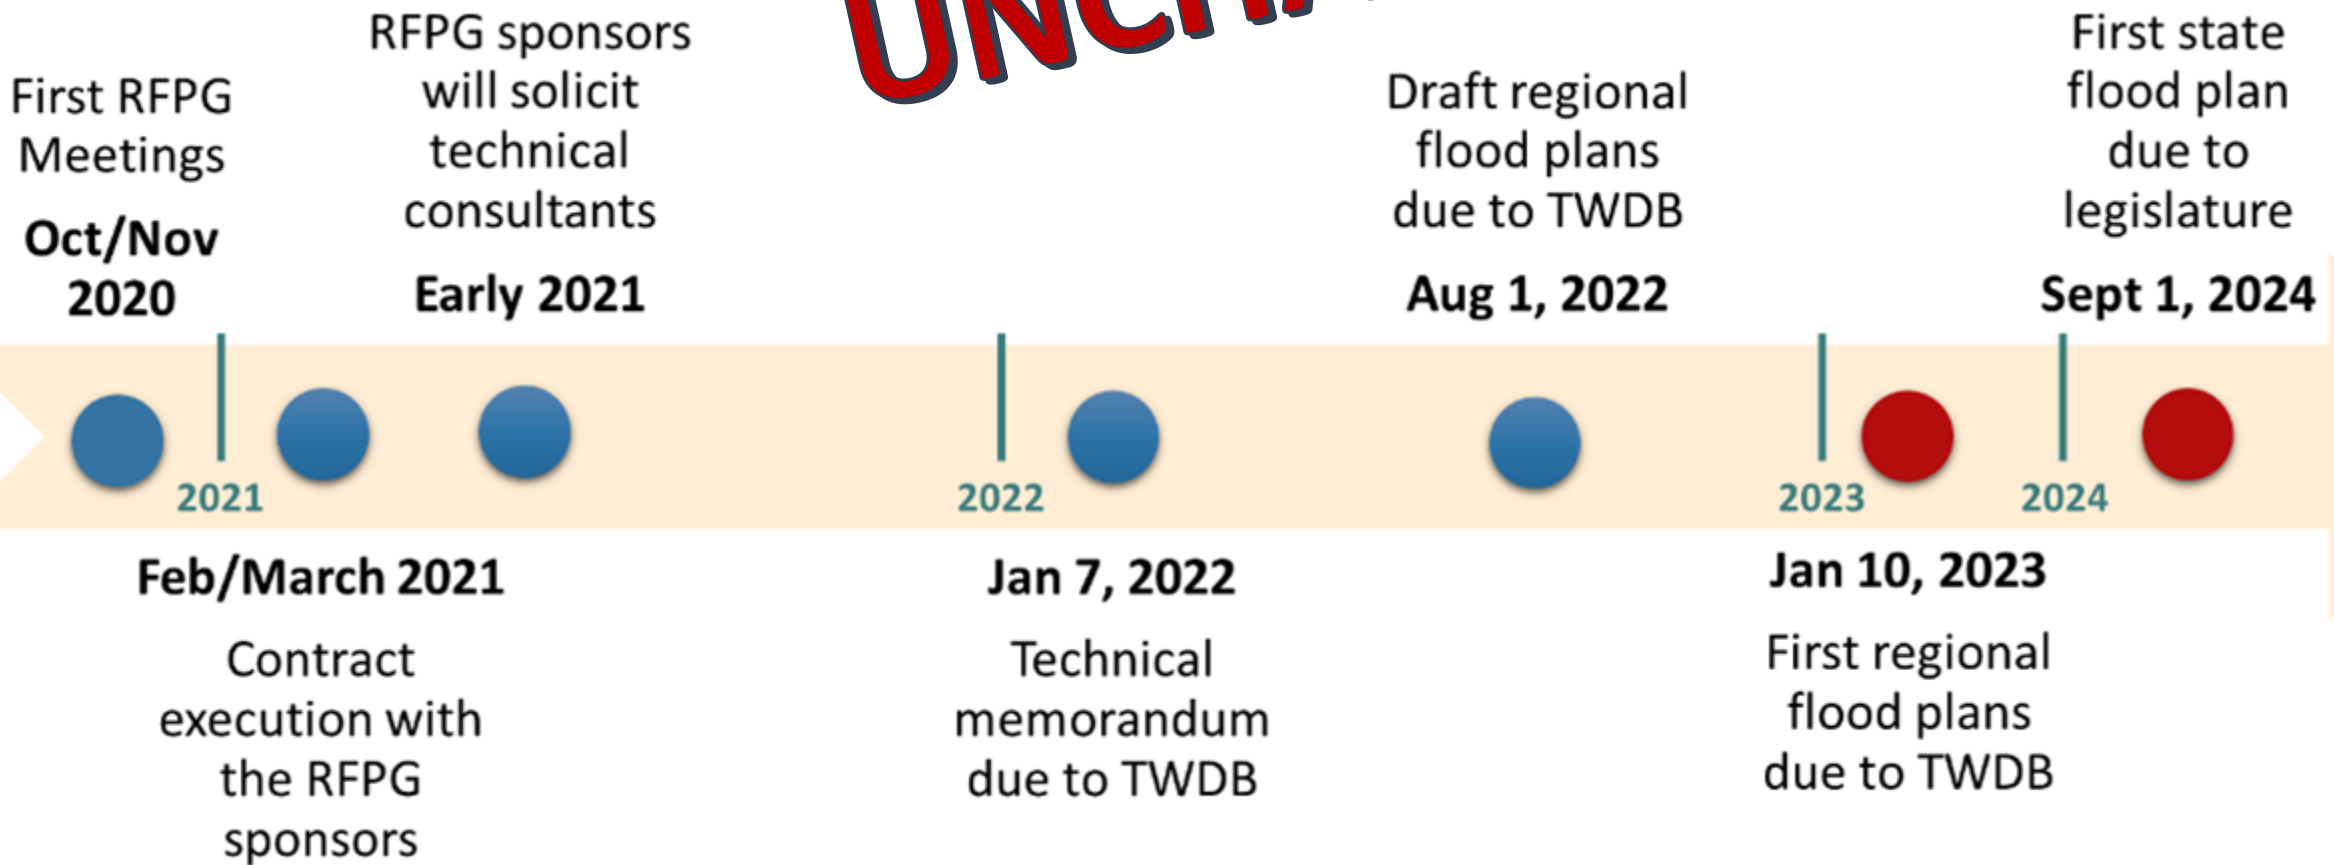 First RFPG
Meetings
Oct/Nov
2020
RFPG sponsors
will solicit
technical
consultants
Early 2021
Draft regional
flood plans
due to TWDB
Aug 1, 2022
First state
flood plan
due to
legislature
Sept 1, 2024
2021
2022
2023
2024
Feb/March 2021
Contract
execution with
the RFPG
sponsors
Jan 7, 2022
Technical
memorandum
due to TWDB
Jan 10, 2023
First regional
flood plans
due to TWDB